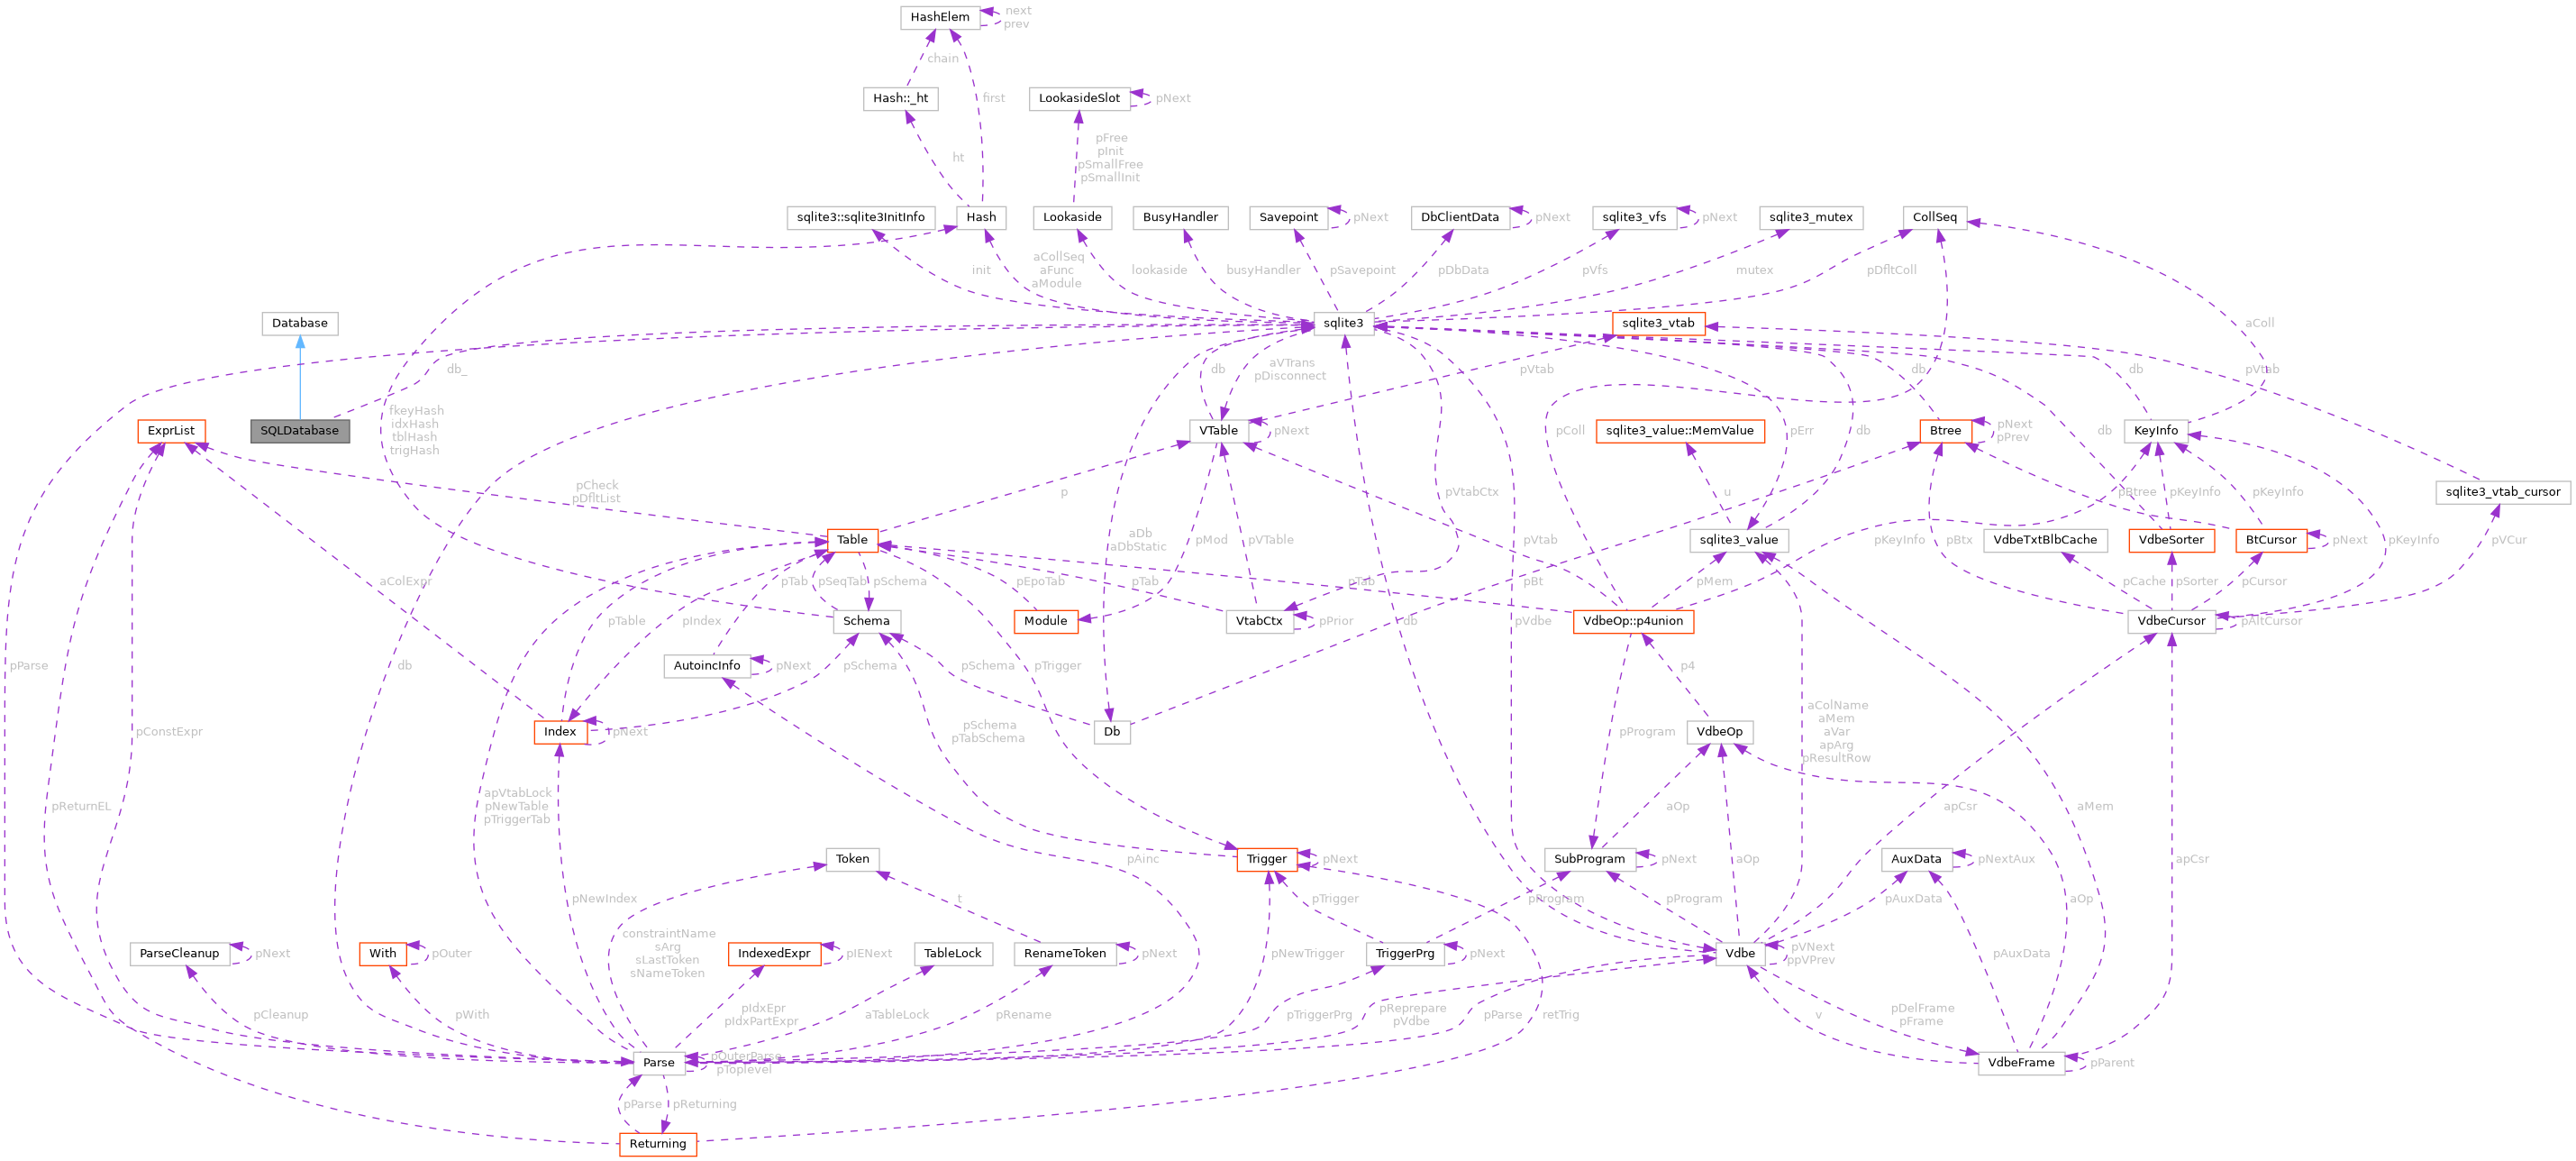 HashElem
next
prev
chain
Hash::_ht
first
LookasideSlot
pNext
pFree
pInit
pSmallFree
pSmallInit
ht
sqlite3::sqlite3InitInfo
Hash
Lookaside
BusyHandler
Savepoint
pNext
DbClientData
pNext
sqlite3_vfs
pNext
sqlite3_mutex
CollSeq
init
aCollSeq
aFunc
aModule
lookaside
busyHandler
pSavepoint
pDbData
pVfs
mutex
pDfltColl
Database
sqlite3
sqlite3_vtab
aColl
db_
db
aVTrans
pDisconnect
pVtab
db
db
pVtab
fkeyHash
idxHash
tblHash
trigHash
ExprList
SQLDatabase
VTable
pNext
pColl
sqlite3_value::MemValue
pErr
db
db
Btree
pNext
pPrev
KeyInfo
pCheck
pDfltList
p
pVtabCtx
u
pBtree
pKeyInfo
pKeyInfo
sqlite3_vtab_cursor
Table
aDb
aDbStatic
pMod
pVTable
pVtab
sqlite3_value
pKeyInfo
pBtx
VdbeTxtBlbCache
VdbeSorter
BtCursor
pNext
pKeyInfo
pVCur
aColExpr
pTab
pSeqTab
pSchema
pEpoTab
pTab
pTab
pBt
pMem
pCache
pSorter
pCursor
pTable
pIndex
Schema
Module
VtabCtx
pPrior
db
pVdbe
VdbeOp::p4union
VdbeCursor
pAltCursor
pParse
db
AutoincInfo
pNext
pSchema
pSchema
pTrigger
p4
pConstExpr
Index
pNext
pSchema
pTabSchema
Db
pProgram
VdbeOp
aColName
aMem
aVar
apArg
pResultRow
pReturnEL
apVtabLock
pNewTable
pTriggerTab
aOp
apCsr
aMem
Token
pAinc
Trigger
pNext
SubProgram
pNext
aOp
AuxData
pNextAux
apCsr
pNewIndex
t
pTrigger
pProgram
pProgram
pAuxData
aOp
constraintName
sArg
sLastToken
sNameToken
ParseCleanup
pNext
With
pOuter
IndexedExpr
pIENext
TableLock
RenameToken
pNext
pNewTrigger
TriggerPrg
pNext
Vdbe
pVNext
ppVPrev
pAuxData
pCleanup
pWith
pIdxEpr
pIdxPartExpr
aTableLock
pRename
pTriggerPrg
pReprepare
pVdbe
pParse
retTrig
pDelFrame
pFrame
v
Parse
pOuterParse
pToplevel
VdbeFrame
pParent
pParse
pReturning
Returning